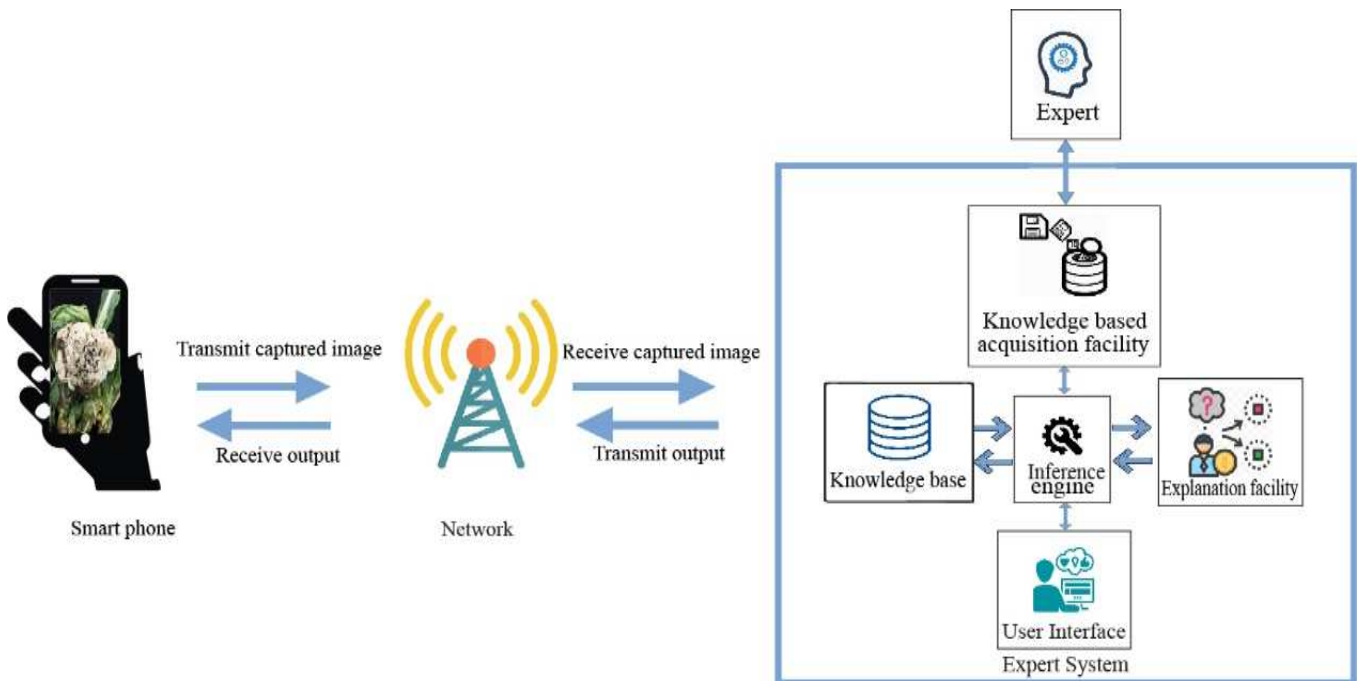 Expert
Knowledge based
acquisition facility
Transmit captured image
Receive captured image
Receive output
Transmit output
Knowledge base
Inference
engine
Explanation facility
Smart phone
Network
User Interface
Expert System
?